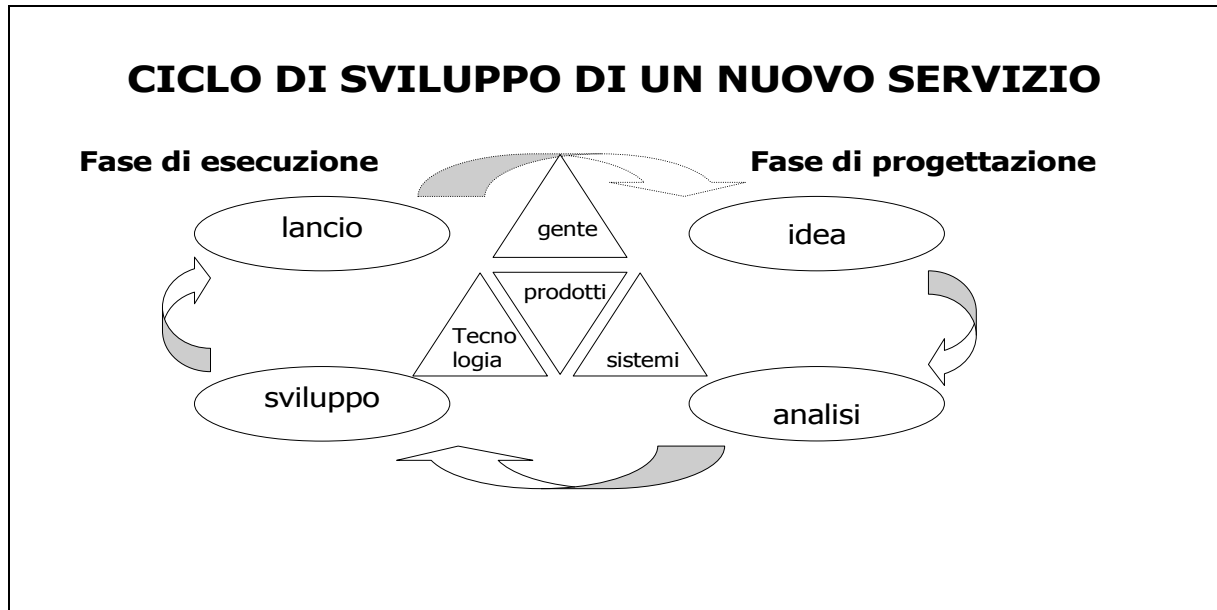 CICLO DI SVILUPPO DI UN NUOVO SERVIZIO
Fase di esecuzione
Fase di progettazione
lancio
gente
idea
prodotti
Tecno
logia
sistemi
sviluppo
analisi